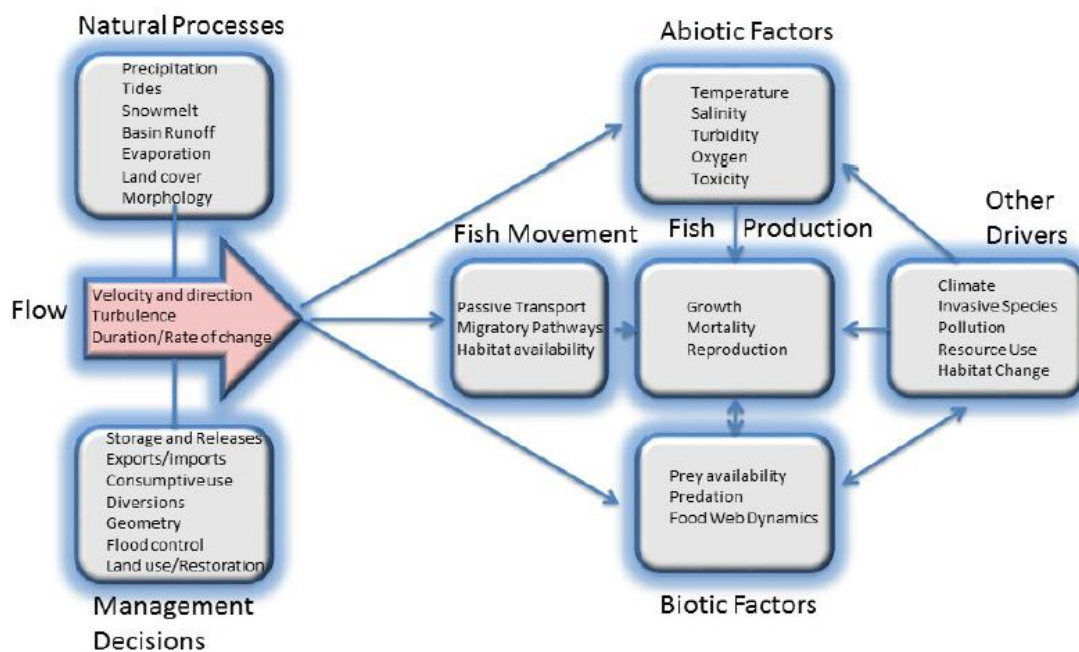 Natural Processes
Precipitation
Tides
Snowmelt
Basin Runoff
Evaporation
Land cover
Morphology
Flow
Velocity and direction
Turbulence
Duration/Rate of change
Storage and Releases
Exports/imports
Consumptive use
Diversions
Geometry
Flood control
Land use/Restoration
Management
Decisions
Fish Movement
Passive Transport
Migratory Pathways
Habitat availability
Abiotic Factors
Temperature
Salinity
Turbidity
Oxygen
Toxicity
Fish Production
Growth
Mortality
Reproduction
Prey availability
Predation
Food Web Dynamics
Biotic Factors
Other
Drivers
Climate
Invasive Species
Pollution
Resource Use
Habitat Change